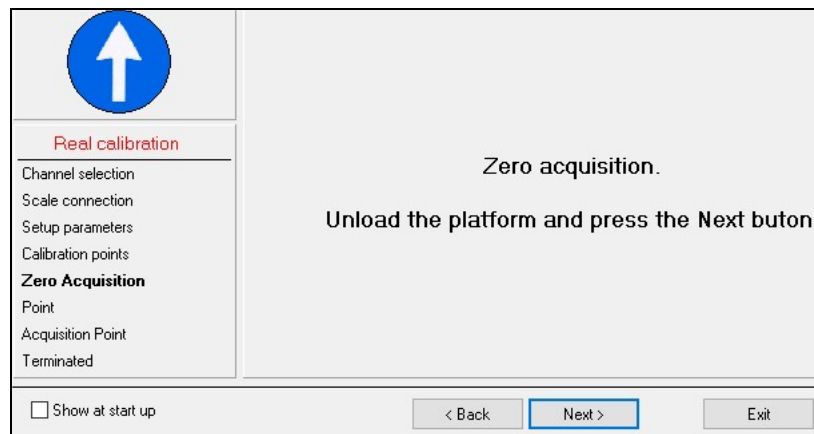 Real calibration
Channel selection
Scale connection
Setup parameters
Calibration points
Zero Acquisition
Point
Acquisition Point
Terminated
Zero acquisition.
Unload the platform and press the Next buton
Show at start up
< Back
Next >
Exit